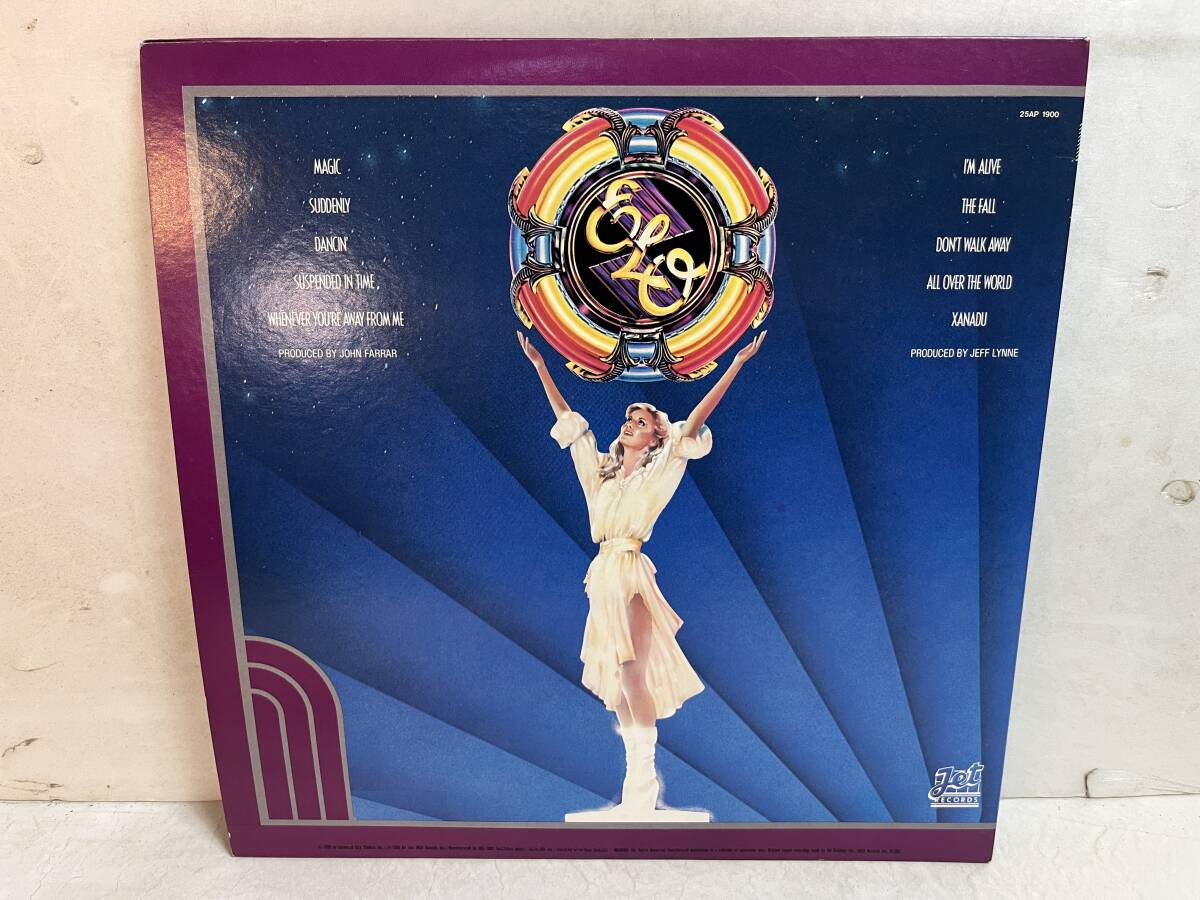 25AP 1900
MAGIC
SUDDENLY
DANCIN'
SUSPENDED IN TIME
WHENEVER YOU'RE AWAY FROM ME
PRODUCED BY JOHN FARRAR
ELO
I'M ALIVE
THE FALL
DON'T WALK AWAY
ALL OVER THE WORLD
XANADU
PRODUCED BY JEFF LYNNE
Jet
RECORDS